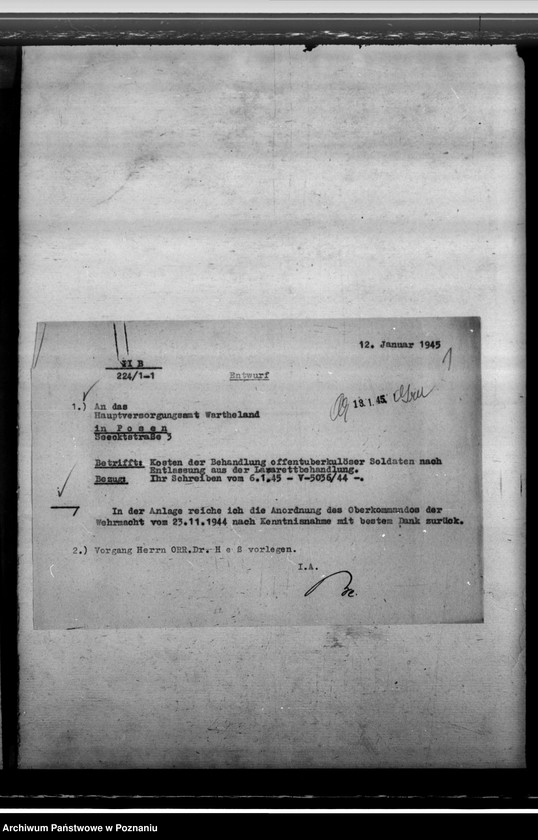 12. Januar 1945
GI B
224/1-1
Entwurf
18.1.45.
1.) An das
Hauptversorgungsamt Wartheland
in Posen
Seecktstraße 3
Betrifft: Kosten der Behandlung offentuberkulöser Soldaten nach
Entlassung aus der Lazarettbehandlung.
Bezug: Ihr Schreiben vom 6.1.45 - V-5036/44 -.
In der Anlage reiche ich die Anordnung des Oberkommandos der
Wehrmacht vom 23.11.1944 nach Kenntnisnahme mit bestem Dank zurück.
2.) Vorgang Herrn ORR.Dr. H e ß vorlegen.
I.A.
Archiwum Państwowe w Poznaniu